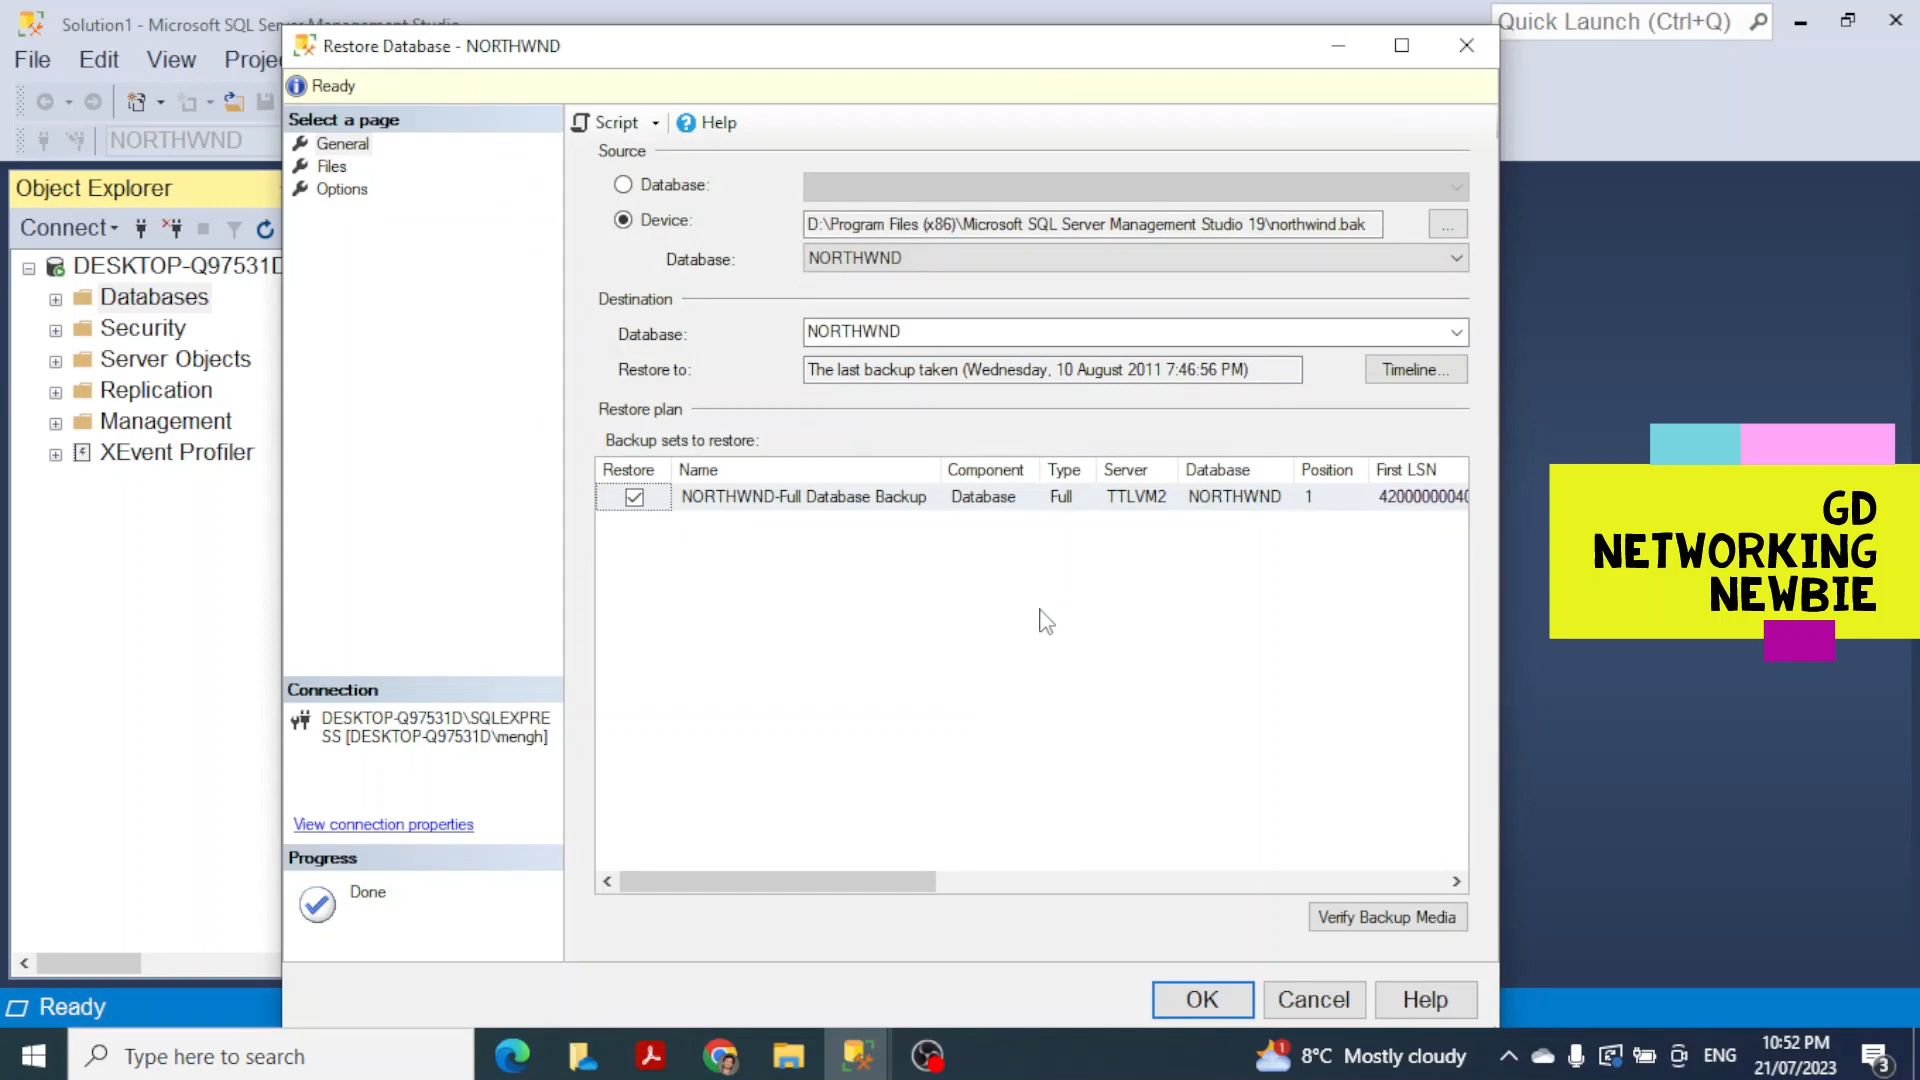 Solution1 - Microsoft SQL Server Management Studio
Quick Launch (Ctrl+Q)
File Edit View Projec
NORTHWND
Restore Database - NORTHWND
Ready
Select a page
General
Files
Options
Script Help
Source
Database:
Device: D:\Program Files (x86)\Microsoft SQL Server Management Studio 19\northwind.bak ...
Database: NORTHWND
Destination
Database: NORTHWND
Restore to: The last backup taken (Wednesday, 10 August 2011 7:46:56 PM) Timeline...
Restore plan
Backup sets to restore:
Restore Name Component Type Server Database Position First LSN
NORTHWND-Full Database Backup Database Full TTLVM2 NORTHWND 1 42000000040
Object Explorer
Connect
DESKTOP-Q97531D
Databases
Security
Server Objects
Replication
Management
XEvent Profiler
Connection
DESKTOP-Q97531D\SQLEXPRE
SS [DESKTOP-Q97531D\mengh]
View connection properties
Progress
Done
Verify Backup Media
OK Cancel Help
GD
NETWORKING
NEWBIE
Ready
Type here to search
1
8°C Mostly cloudy
ENG
10:52 PM
21/07/2023
3